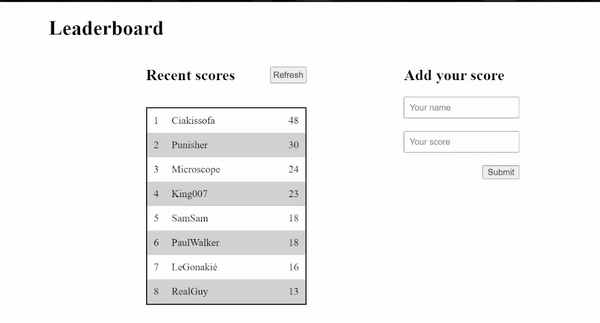 Leaderboard
Recent scores
Refresh
1 Ciakissofa 48
2 Punisher 30
3 Microscope 24
4 King007 23
5 SamSam 18
6 PaulWalker 18
7 LeGonakié 16
8 RealGuy 13
Add your score
Your name
Your score
Submit